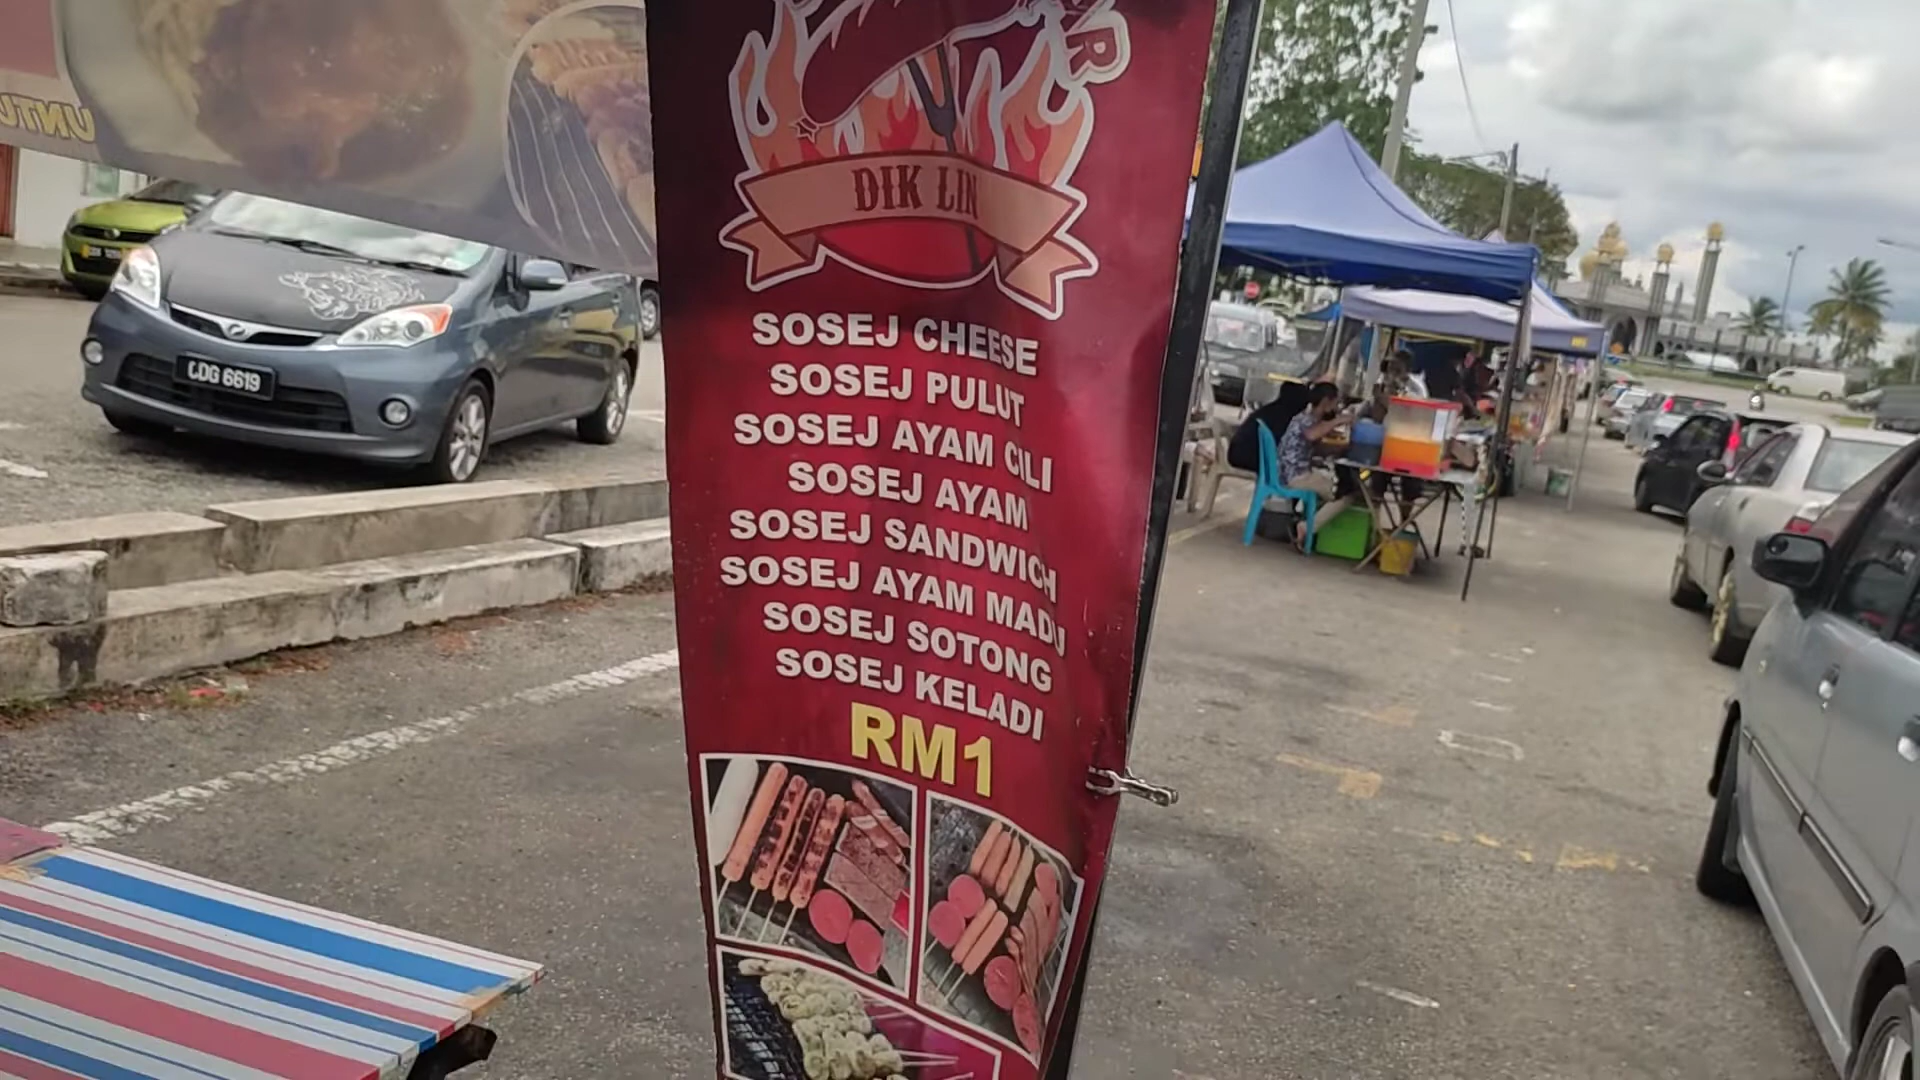 DIK LIN
SOSEJ CHEESE
SOSEJ PULUT
SOSEJ AYAM CILI
SOSEJ AYAM
SOSEJ SANDWICH
SOSEJ AYAM MADU
SOSEJ SOTONG
SOSEJ KELADI
RM1
UNTU
CDG 6619